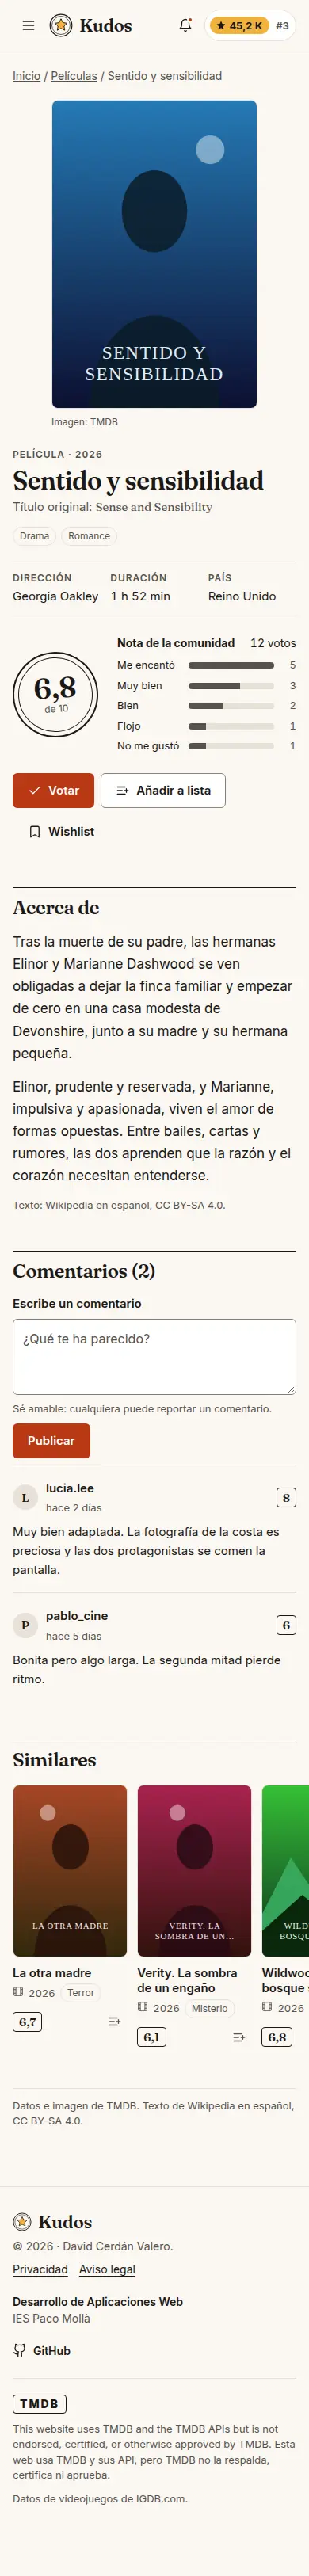 Kudos
45,2 K #3
Inicio / Películas / Sentido y sensibilidad
SENTIDO Y
SENSIBILIDAD
Imagen: TMDB
PELÍCULA · 2026
Sentido y sensibilidad
Título original: Sense and Sensibility
Drama Romance
DIRECCIÓN DURACIÓN PAÍS
Georgia Oakley 1 h 52 min Reino Unido
Nota de la comunidad 12 votos
6,8
de 10
Me encantó 5
Muy bien 3
Bien 2
Flojo 1
No me gustó 1
Votar Añadir a lista
Wishlist
Acerca de
Tras la muerte de su padre, las hermanas
Elinor y Marianne Dashwood se ven
obligadas a dejar la finca familiar y empezar
de cero en una casa modesta de
Devonshire, junto a su madre y su hermana
pequeña.
Elinor, prudente y reservada, y Marianne,
impulsiva y apasionada, viven el amor de
formas opuestas. Entre bailes, cartas y
rumores, las dos aprenden que la razón y el
corazón necesitan entenderse.
Texto: Wikipedia en español, CC BY-SA 4.0.
Comentarios (2)
Escribe un comentario
¿Qué te ha parecido?
Sé amable: cualquiera puede reportar un comentario.
Publicar
L lucia.lee 8
hace 2 días
Muy bien adaptada. La fotografía de la costa es
preciosa y las dos protagonistas se comen la
pantalla.
P pablo_cine 6
hace 5 días
Bonita pero algo larga. La segunda mitad pierde
ritmo.
Similares
LA OTRA MADRE
VERITY. LA
SOMBRA DE UN...
WILD
BOSQU
La otra madre
2026 Terror
6,7
Verity. La sombra
de un engaño
2026 Misterio
6,1
Wildwoo
bosque s
2026
6,8
Datos e imagen de TMDB. Texto de Wikipedia en español,
CC BY-SA 4.0.
Kudos
© 2026 · David Cerdán Valero.
Privacidad Aviso legal
Desarrollo de Aplicaciones Web
IES Paco Mollà
GitHub
TMDB
This website uses TMDB and the TMDB APIs but is not
endorsed, certified, or otherwise approved by TMDB. Esta
web usa TMDB y sus API, pero TMDB no la respalda,
certifica ni aprueba.
Datos de videojuegos de IGDB.com.